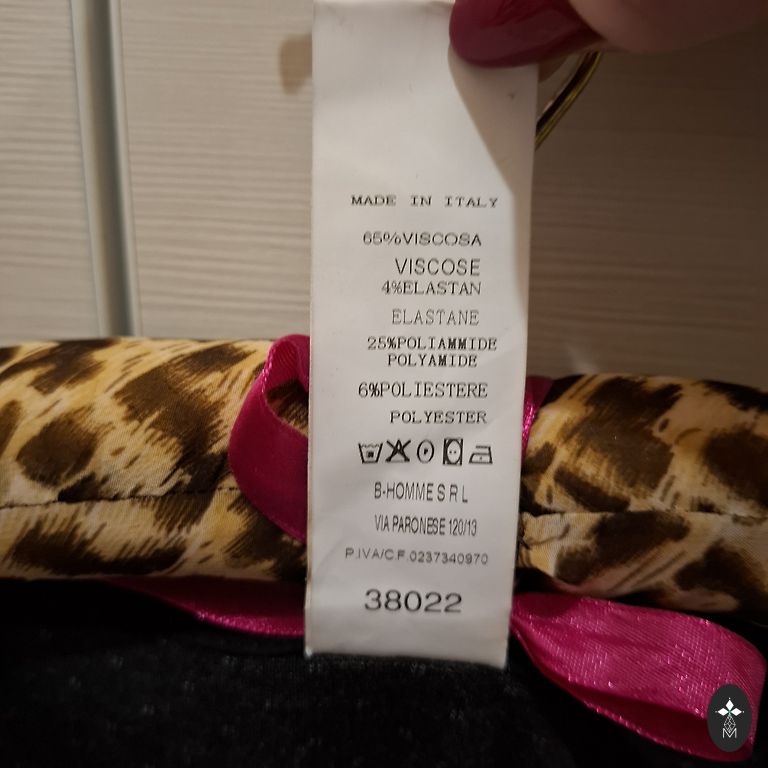 MADE IN ITALY
65%VISCOSA
VISCOSE
4%ELASTAN
ELASTANE
25%POLIAMMIDE
POLYAMIDE
6%POLIESTERE
POLYESTER
B-HOMME S R L
VIA PARONESE 120/13
P.IVA/C.F. 0237340970
38022
M